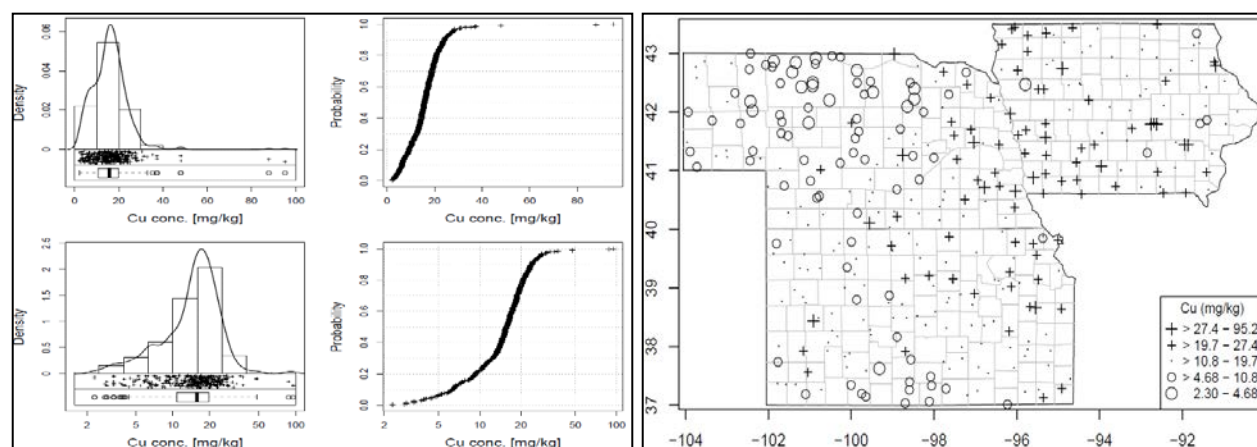 Density
0
0.02
0.04
0.06
0 20 40 60 80 100
Cu conc. [mg/kg]
Probability
0.0 0.2 0.4 0.6 0.8 1.0
0 20 40 60 80
Cu conc. [mg/kg]
Density
0 0.5 1 1.5 2 2.5
2 5 10 20 50 100
Cu conc. [mg/kg]
Probability
0.0 0.2 0.4 0.6 0.8 1.0
2 5 10 20 50 100
Cu conc. [mg/kg]
43
42
41
40
39
38
37
−104 −102 −100 −98 −96 −94 −92
Cu (mg/kg)
> 27.4 − 95.2
> 19.7 − 27.4
> 10.8 − 19.7
> 4.68 − 10.8
2.30 − 4.68